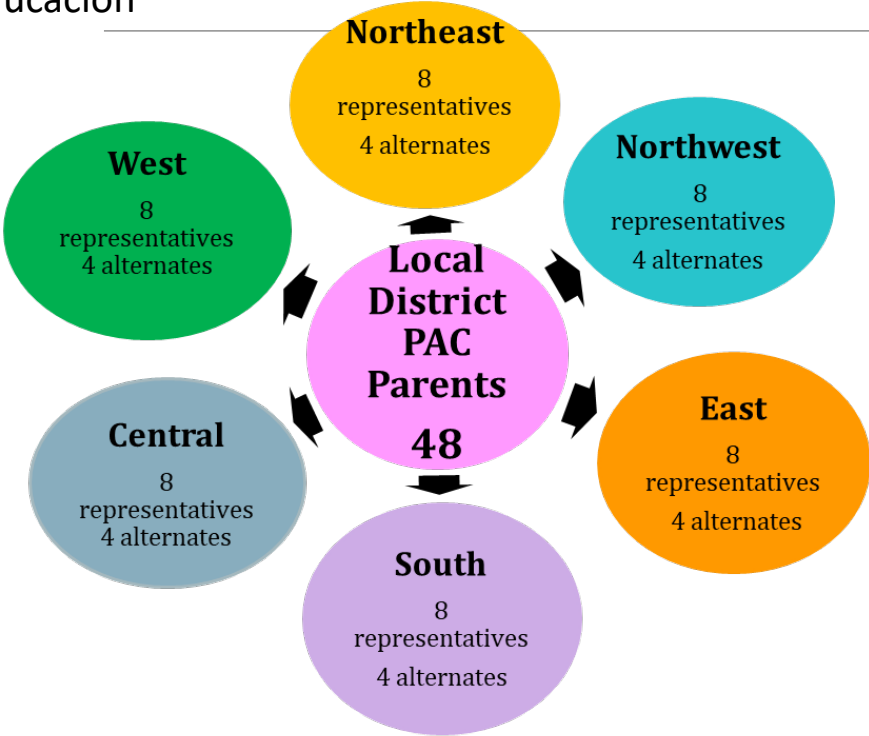 ucación
Northeast
8
representatives
4 alternates
Northwest
8
representatives
4 alternates
West
8
representatives
4 alternates
Local
District
PAC
Parents
48
East
8
representatives
4 alternates
Central
8
representatives
4 alternates
South
8
representatives
4 alternates